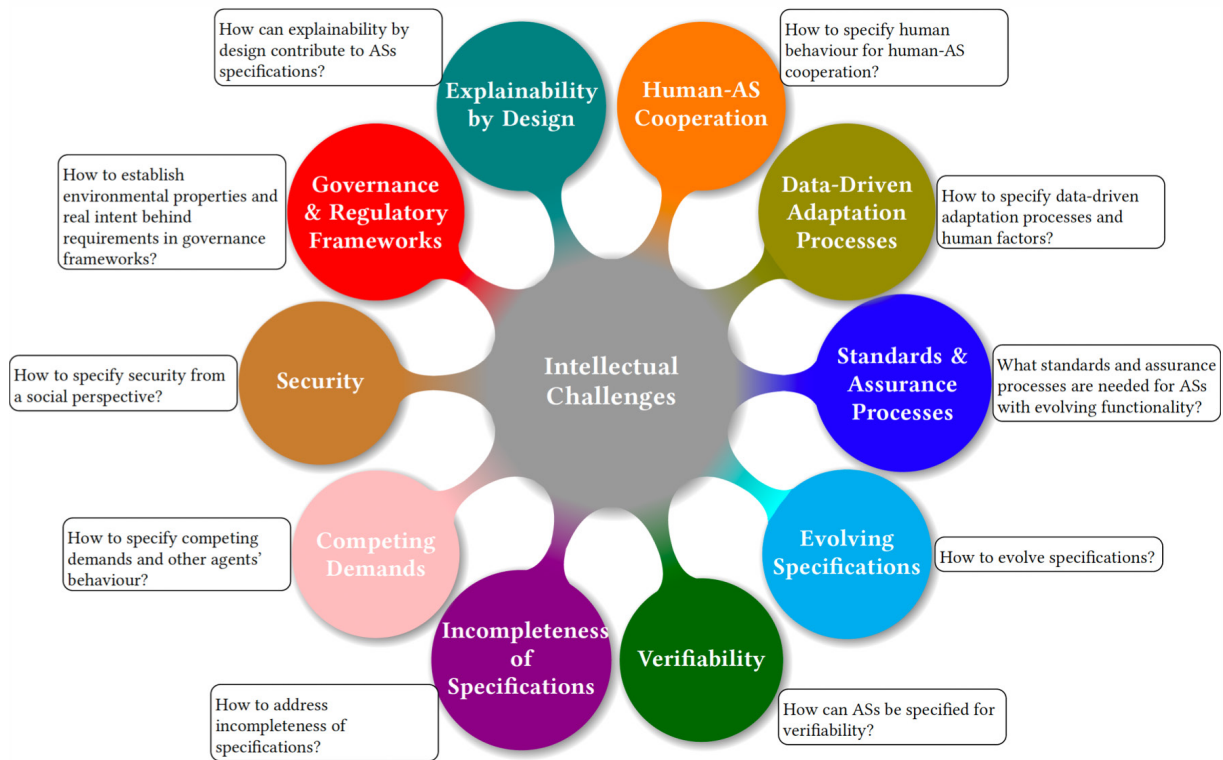 How can explainability by
design contribute to ASs
specifications?
Explainability
by Design
Human-AS
Cooperation
How to specify human
behaviour for human-AS
cooperation?
How to establish
environmental properties and
real intent behind
requirements in governance
frameworks?
Governance
& Regulatory
Frameworks
Data-Driven
Adaptation
Processes
How to specify data-driven
adaptation processes and
human factors?
How to specify security from
a social perspective?
Security
Intellectual
Challenges
Standards &
Assurance
Processes
What standards and assurance
processes are needed for ASs
with evolving functionality?
How to specify competing
demands and other agents’
behaviour?
Competing
Demands
Evolving
Specifications
How to evolve specifications?
Incompleteness
of
Specifications
How to address
incompleteness of
specifications?
Verifiability
How can ASs be specified for
verifiability?